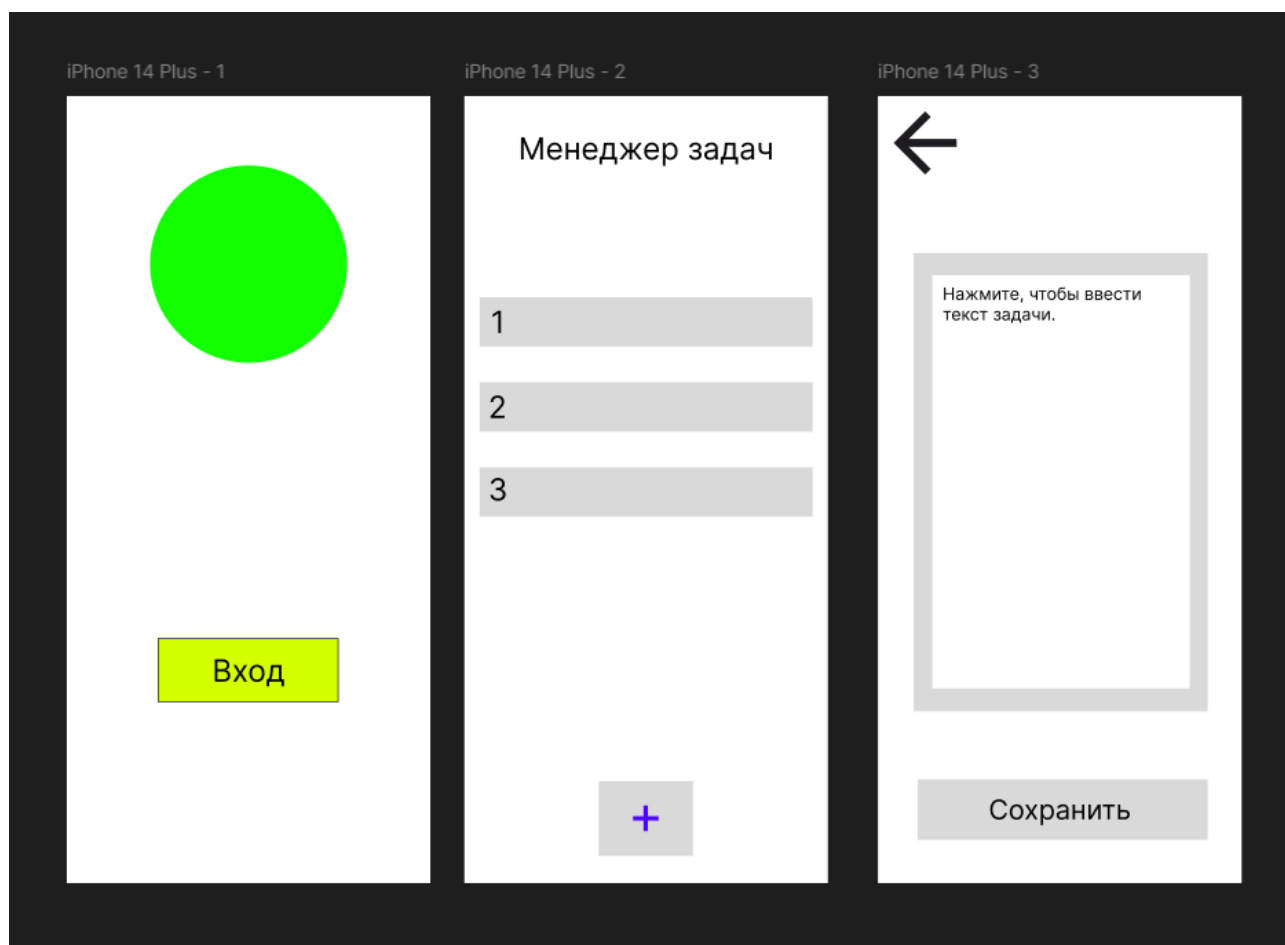 iPhone 14 Plus - 1
Вход
iPhone 14 Plus - 2
Менеджер задач
1
2
3
+
iPhone 14 Plus - 3
Нажмите, чтобы ввести
текст задачи.
Сохранить